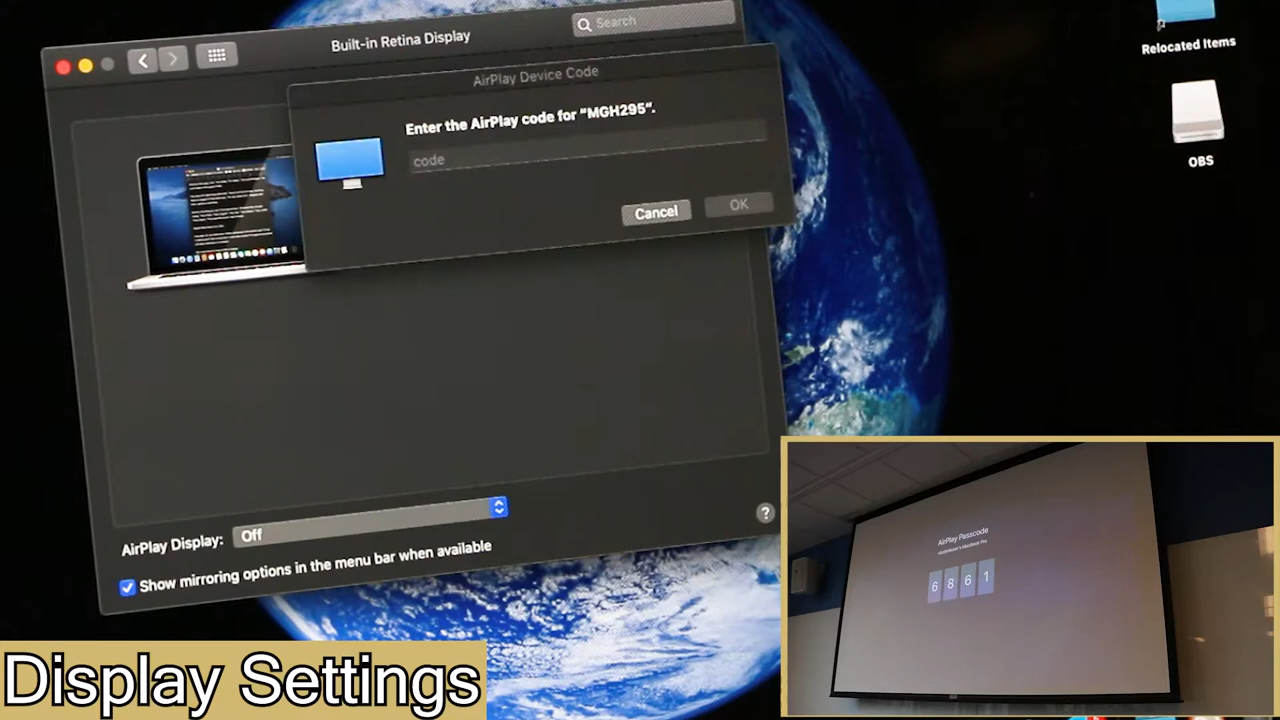 Built-in Retina Display
Search
AirPlay Device Code
Enter the AirPlay code for “MGH295”.
code
Cancel
OK
AirPlay Display:
Off
?
Show mirroring options in the menu bar when available
Relocated Items
OBS
AirPlay Passcode
6 8 6 1
Display Settings